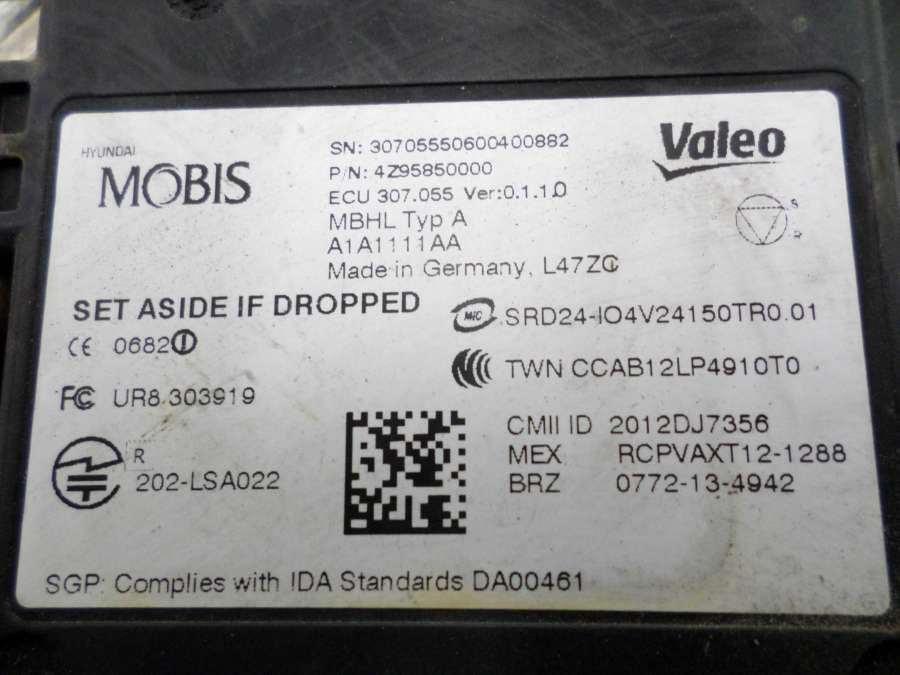 HYUNDAI
MOBIS
SN: 30705550600400882
P/N: 4Z95850000
ECU 307.055 Ver:0.1.1.0
MBHL Typ A
A1A1111AA
Made in Germany, L47ZC
Valeo
S
R
SET ASIDE IF DROPPED
CE 0682
FC UR8 303919
R
202-LSA022
MIC SRD24-IO4V24150TR0.01
TWN CCAB12LP4910T0
CMII ID 2012DJ7356
MEX RCPVAXT12-1288
BRZ 0772-13-4942
SGP: Complies with IDA Standards DA00461